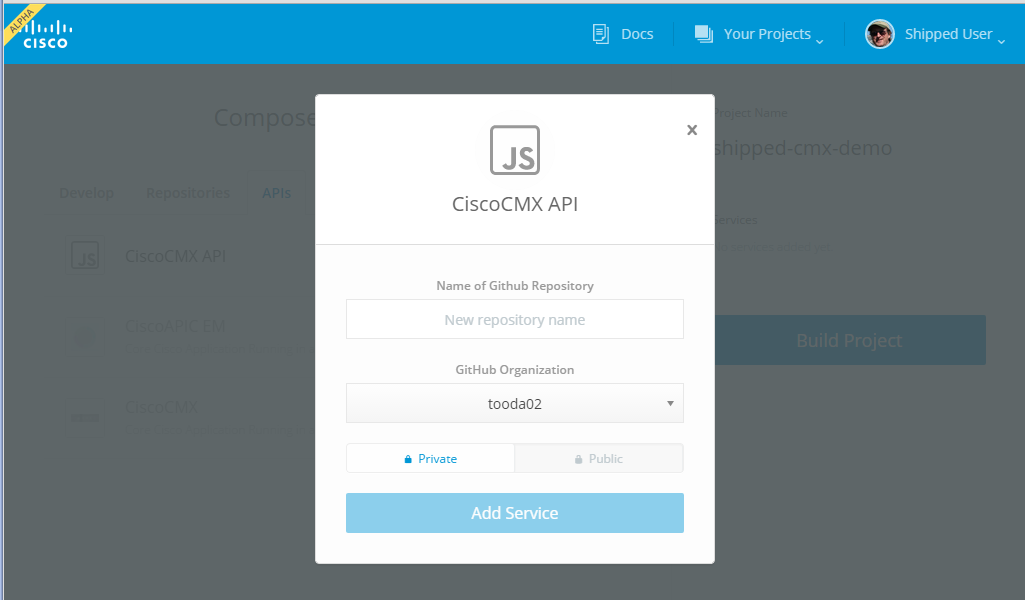 ALPHA
CISCO
Docs
Your Projects
Shipped User
Compose
Project Name
shipped-cmx-demo
Develop
Repositories
APIs
Services
JS
CiscoCMX API
CiscoAPIC EM
CiscoCMX
Build Project
JS
CiscoCMX API
x
Name of Github Repository
New repository name
GitHub Organization
tooda02
Private
Public
Add Service